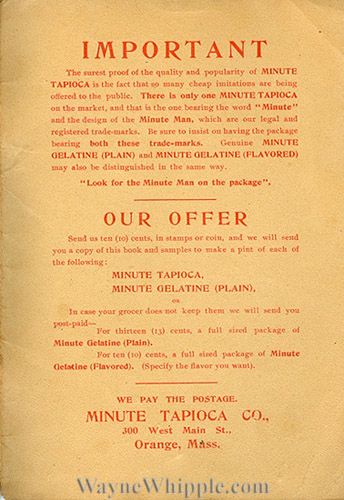 IMPORTANT
The surest proof of the quality and popularity of MINUTE
TAPIOCA is the fact that so many cheap imitations are being
offered to the public. There is only one MINUTE TAPIOCA
on the market, and that is the one bearing the word "Minute"
and the design of the Minute Man, which are our legal and
registered trade-marks. Be sure to insist on having the package
bearing both these trade-marks. Genuine MINUTE
GELATINE (PLAIN) and MINUTE GELATINE (FLAVORED)
may also be distinguished in the same way.
"Look for the Minute Man on the package".
OUR OFFER
Send us ten (10) cents, in stamps or coin, and we will send
you a copy of this book and samples to make a pint of each of
the following:
MINUTE TAPIOCA,
MINUTE GELATINE (PLAIN),
or
In case your grocer does not keep them we will send you
post-paid—
For thirteen (13) cents, a full sized package of
Minute Gelatine (Plain).
For ten (10) cents, a full sized package of Minute
Gelatine (Flavored). (Specify the flavor you want).
WE PAY THE POSTAGE.
MINUTE TAPIOCA CO.,
300 West Main St.,
Orange, Mass.
WayneWhipple.com